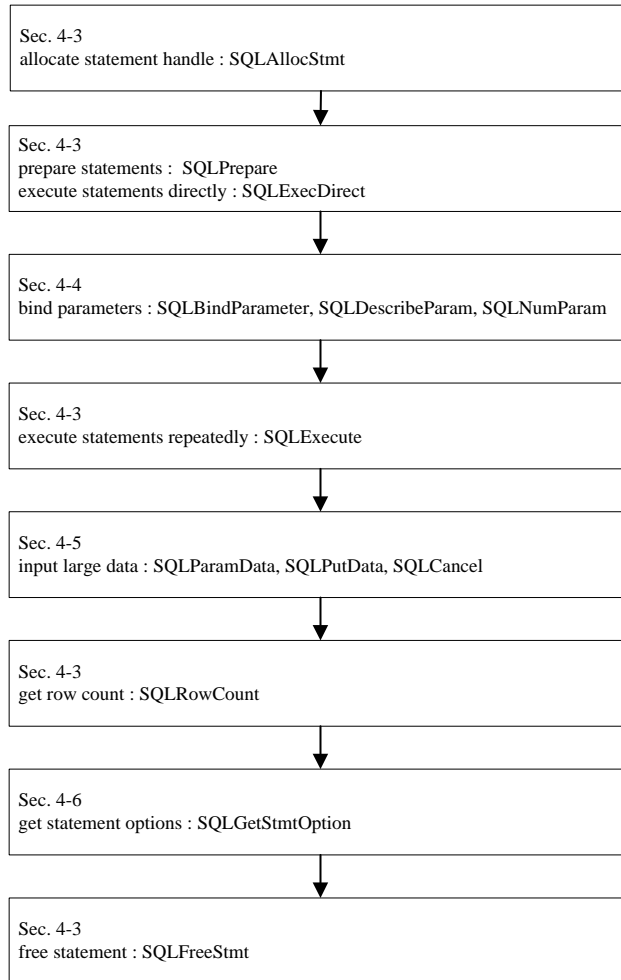 Sec. 4-3
allocate statement handle : SQLAllocStmt
Sec. 4-3
prepare statements :  SQLPrepare
execute statements directly : SQLExecDirect
Sec. 4-4
bind parameters : SQLBindParameter, SQLDescribeParam, SQLNumParam
Sec. 4-3
execute statements repeatedly : SQLExecute
Sec. 4-5
input large data : SQLParamData, SQLPutData, SQLCancel
Sec. 4-3
get row count : SQLRowCount
Sec. 4-6
get statement options : SQLGetStmtOption
Sec. 4-3
free statement : SQLFreeStmt